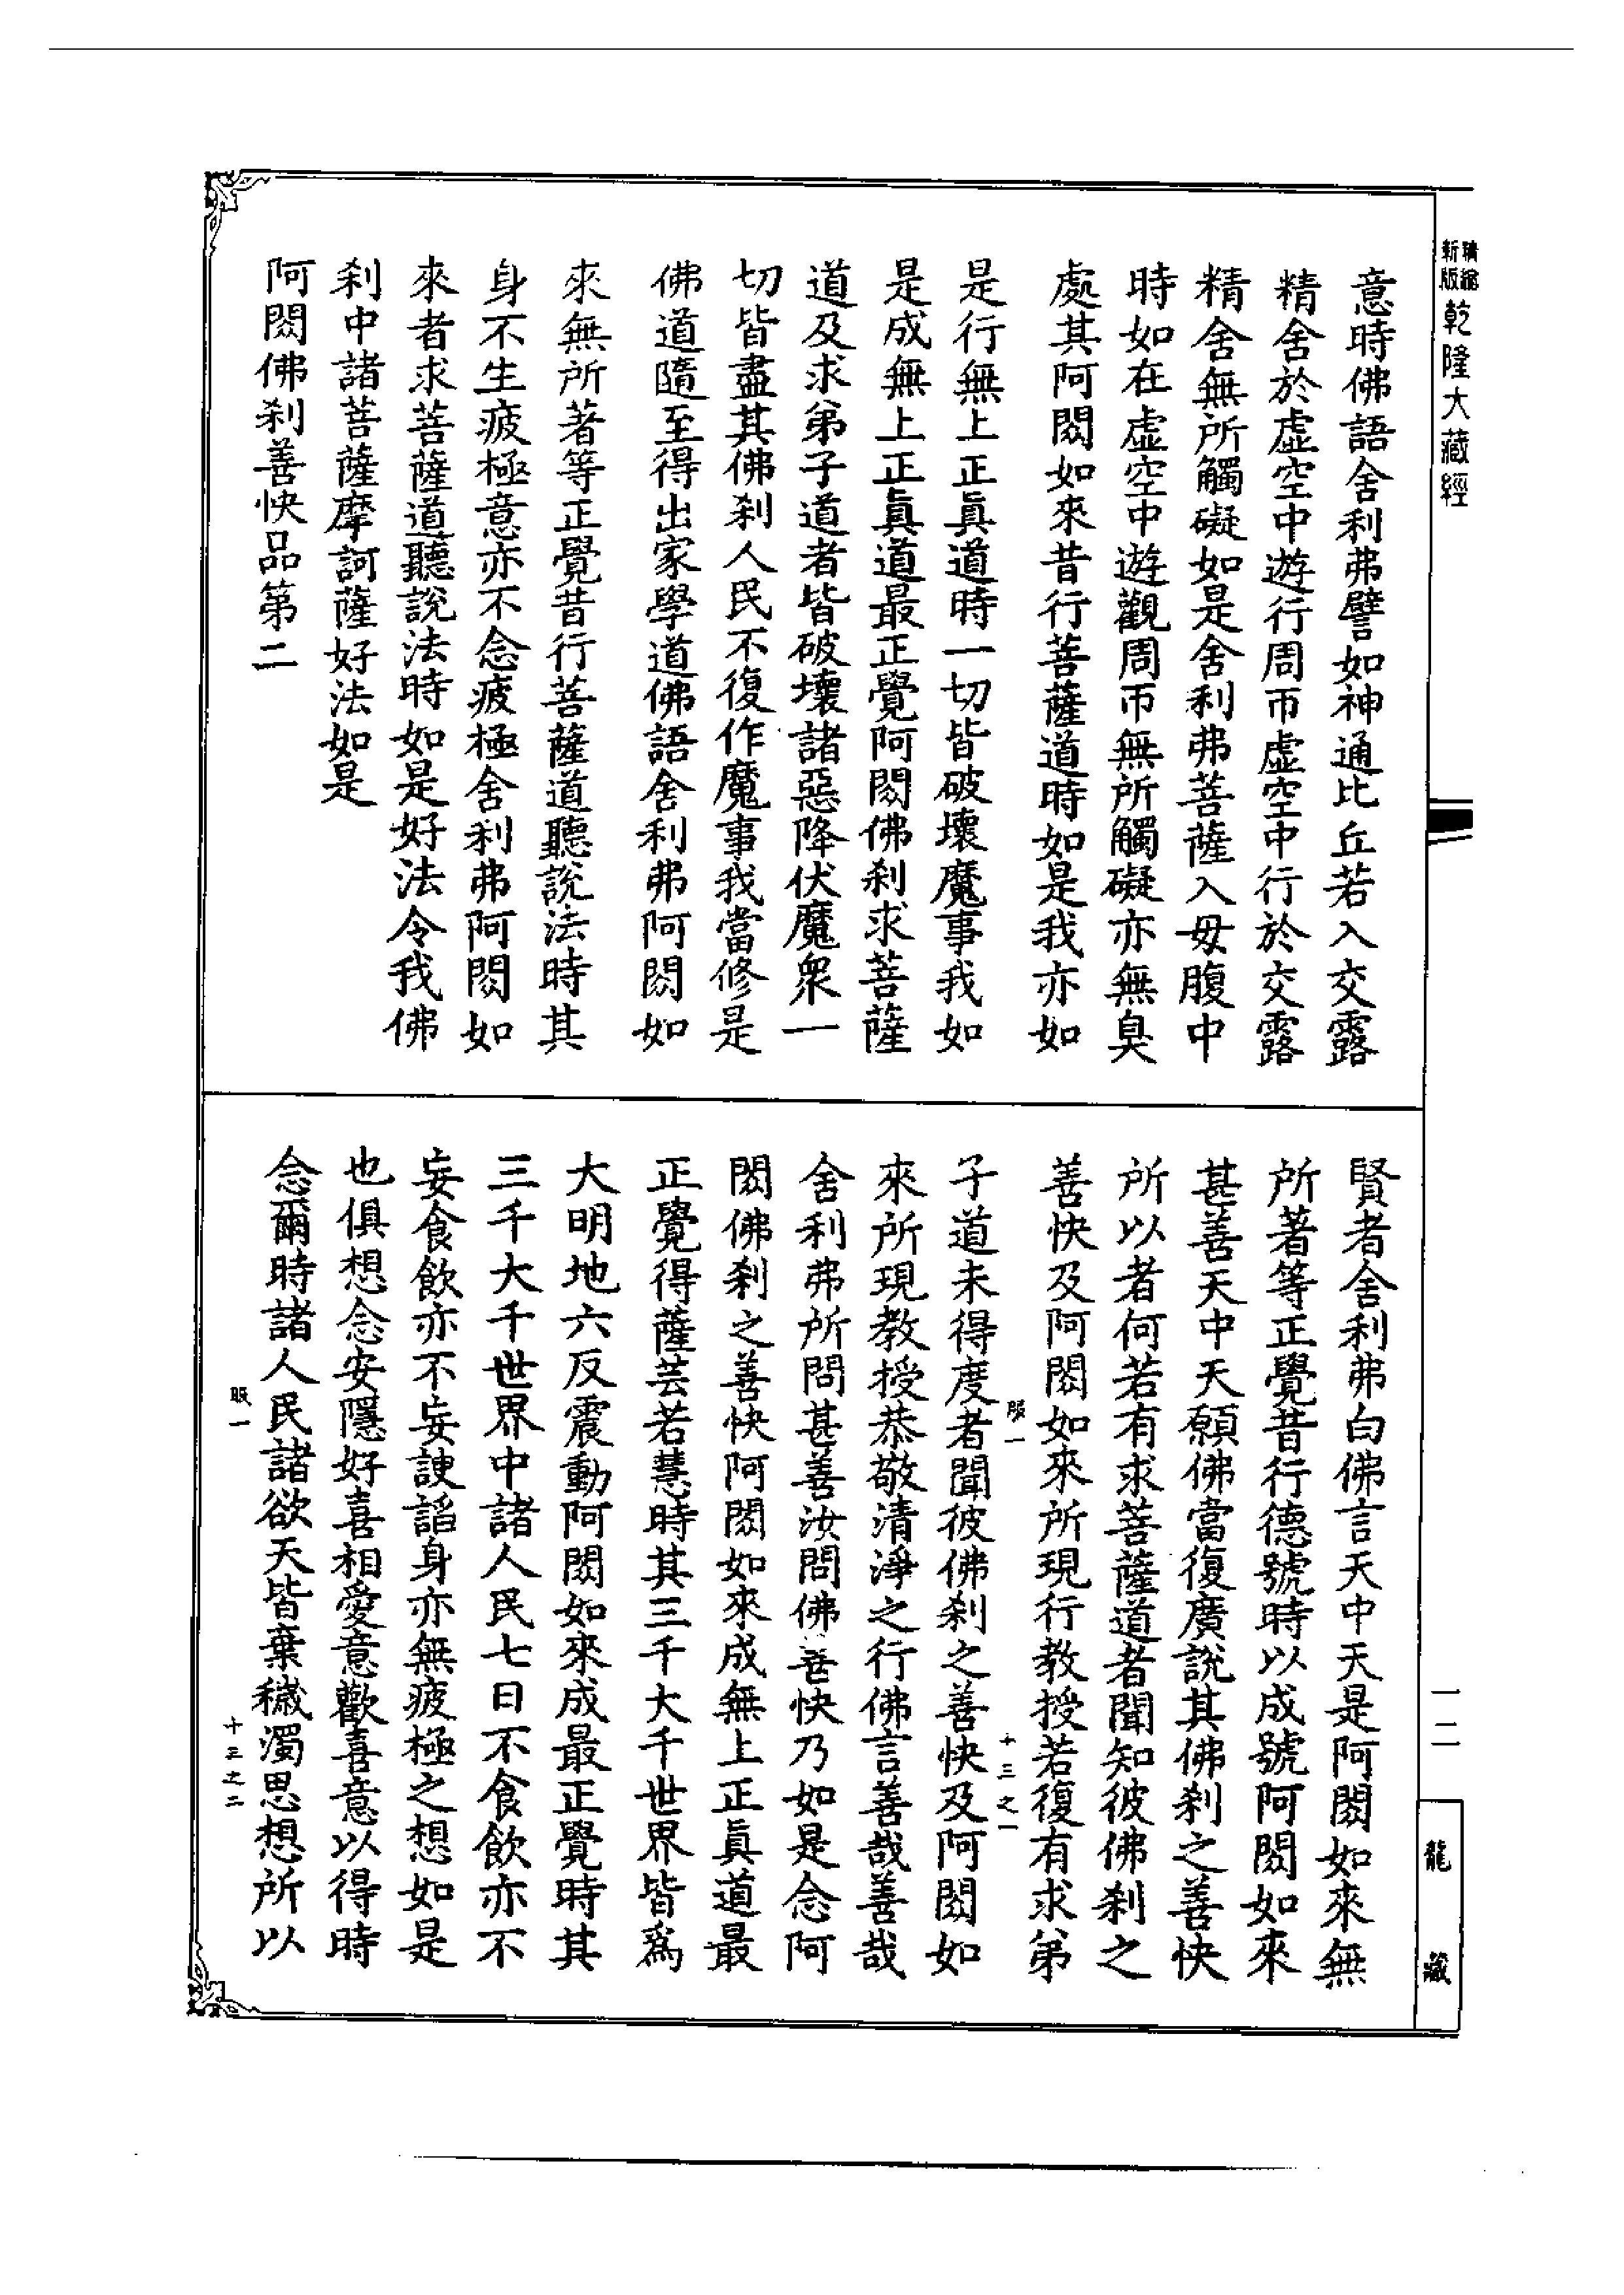 新版精縮乾隆大藏經
意時佛語舍利弗譬如神通比丘若入交露
精舍於虛空中遊行周帀虛空中行於交露
精舍無所觸礙如是舍利弗菩薩入毋腹中
時如在虛空中遊觀周帀無所觸礙亦無臭
處其阿閦如來昔行菩薩道時如是我亦如
是行無上正眞道時一切皆破壞魔事我如
是成無上正眞道最正覺阿閦佛刹求菩薩
道及求弟子道者皆破壞諸惡降伏魔衆一
切皆盡其佛刹人民不復作魔事我當修是
佛道隨至得出家學道佛語舍利弗阿閦如
來無所著等正覺昔行菩薩道聽說法時其
身不生疲極意亦不念疲極舍利弗阿閦如
來者求菩薩道聽說法時如是好法令我佛
刹中諸菩薩摩訶薩好法如是
阿閦佛刹善快品第二
賢者舍利弗白佛言天中天是阿閦如來無
所著等正覺昔行德號時以成號阿閦如來
甚善天中天願佛當復廣說其佛刹之善快
所以者何若有求菩薩道者聞知彼佛刹之
善快及阿閦如來所現行教授若復有求弟
子道未得度者聞彼佛刹之善快及阿閦如
來所現教授恭敬清淨之行佛言善哉善哉
舍利弗所問甚善汝問佛善快乃如是念阿
閦佛刹之善快阿閦如來成無上正眞道最
正覺得薩芸若慧時其三千大千世界皆爲
大明地六反震動阿閦如來成最正覺時其
三千大千世界中諸人民七日不食飲亦不
妄食飲亦不妄諛謟身亦無疲極之想如是
也俱想念安隱好喜相愛意歡喜意以得時
念爾時諸人民諸欲天皆棄穢濁思想所以
服一
十三之一
服一
十三之二
一二
龍藏